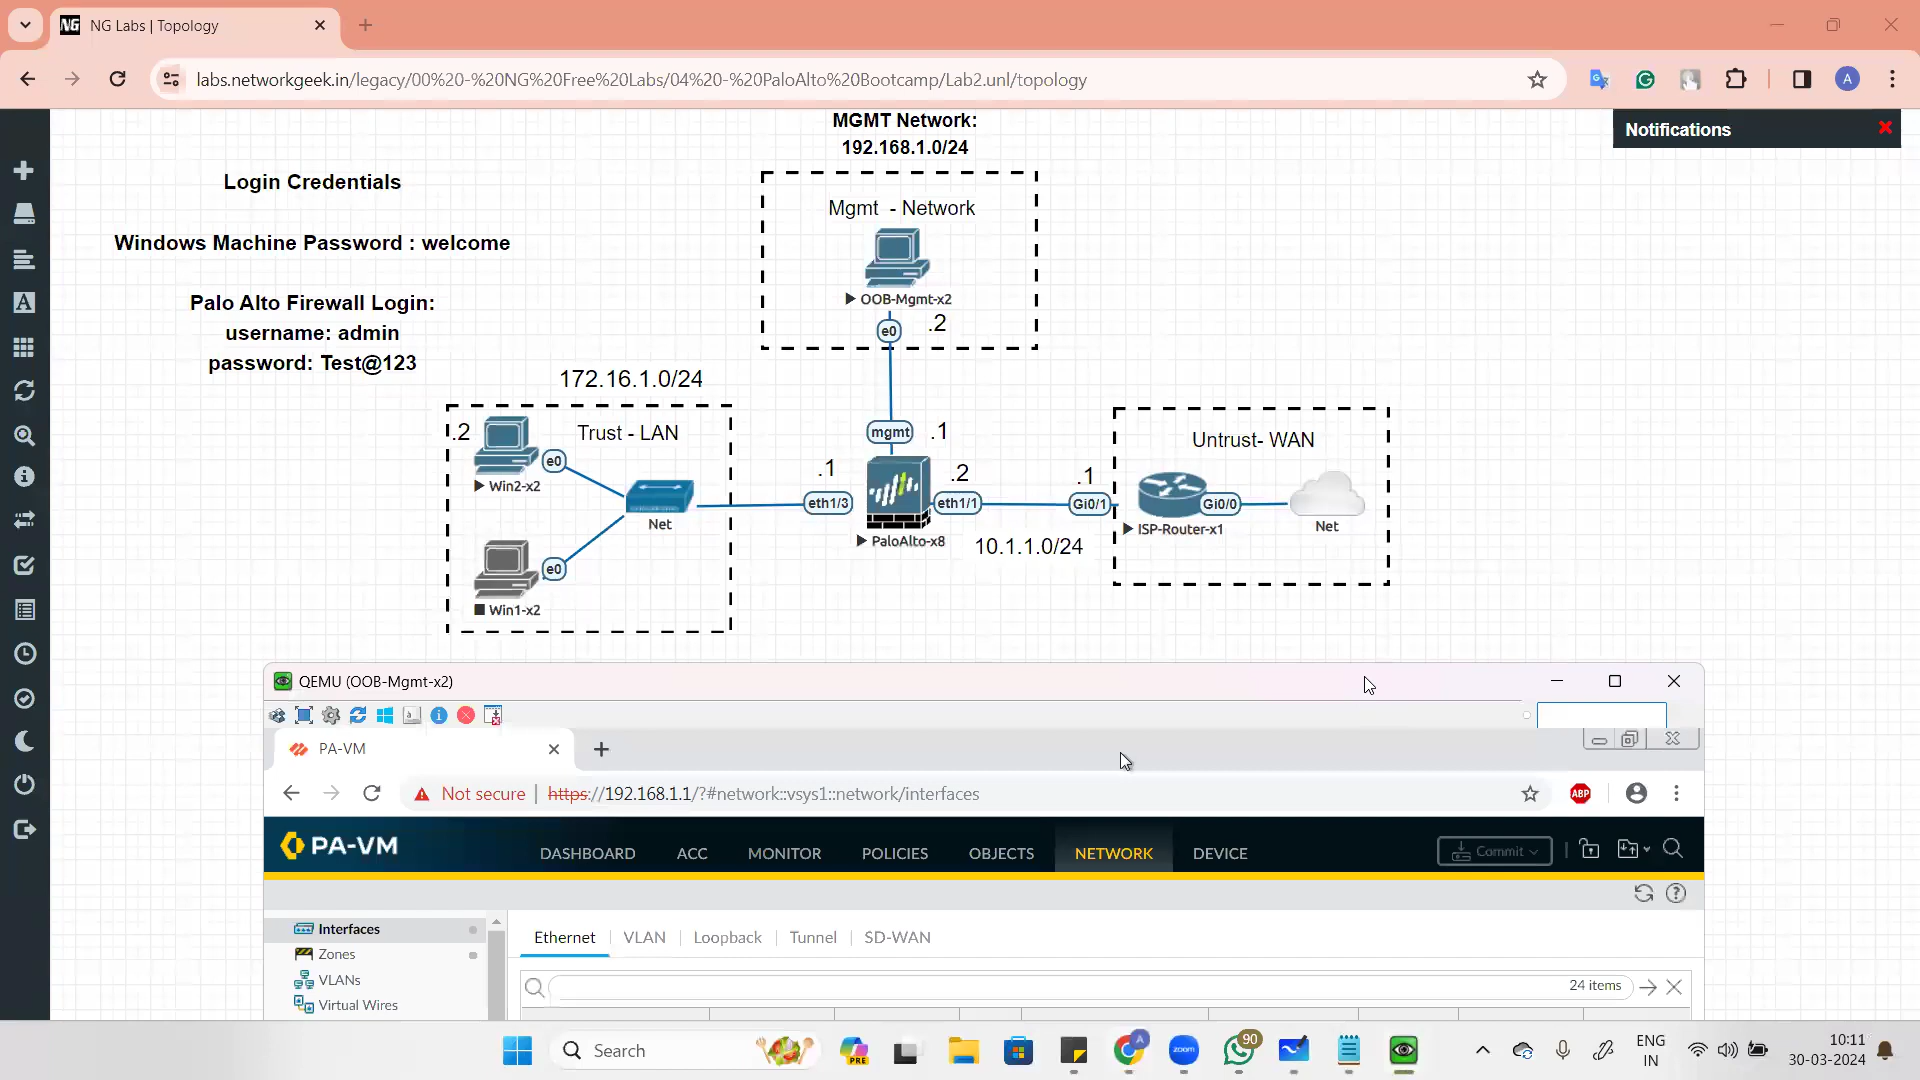 NG Labs | Topology
labs.networkgeek.in/legacy/00%20-%20NG%20Free%20Labs/04%20-%20PaloAlto%20Bootcamp/Lab2.unl/topology
A
MGMT Network:
192.168.1.0/24
Notifications
Login Credentials
Windows Machine Password : welcome
Palo Alto Firewall Login:
username: admin
password: Test@123
Mgmt - Network
OOB-Mgmt-x2
e0
.2
172.16.1.0/24
.2
Trust - LAN
e0
Win2-x2
Net
e0
Win1-x2
mgmt
.1
.1
.2
eth1/3
eth1/1
PaloAlto-x8
10.1.1.0/24
.1
Gi0/1
Untrust- WAN
ISP-Router-x1
Gi0/0
Net
QEMU (OOB-Mgmt-x2)
PA-VM
Not secure | https://192.168.1.1/?#network::vsys1::network/interfaces
ABP
PA-VM
DASHBOARD ACC MONITOR POLICIES OBJECTS NETWORK DEVICE
Commit
Interfaces
Zones
VLANs
Virtual Wires
Ethernet VLAN Loopback Tunnel SD-WAN
24 items
Search
PRE
A
zoom
90
ENG
IN
10:11
30-03-2024